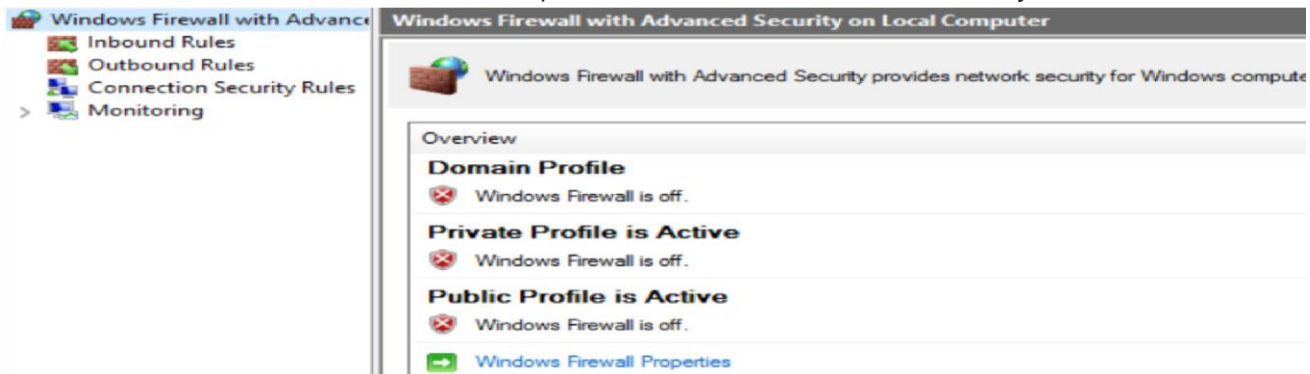 Windows Firewall with Advance
Inbound Rules
Outbound Rules
Connection Security Rules
> Monitoring
Windows Firewall with Advanced Security on Local Computer
Windows Firewall with Advanced Security provides network security for Windows compute
Overview
Domain Profile
Windows Firewall is off.
Private Profile is Active
Windows Firewall is off.
Public Profile is Active
Windows Firewall is off.
Windows Firewall Properties